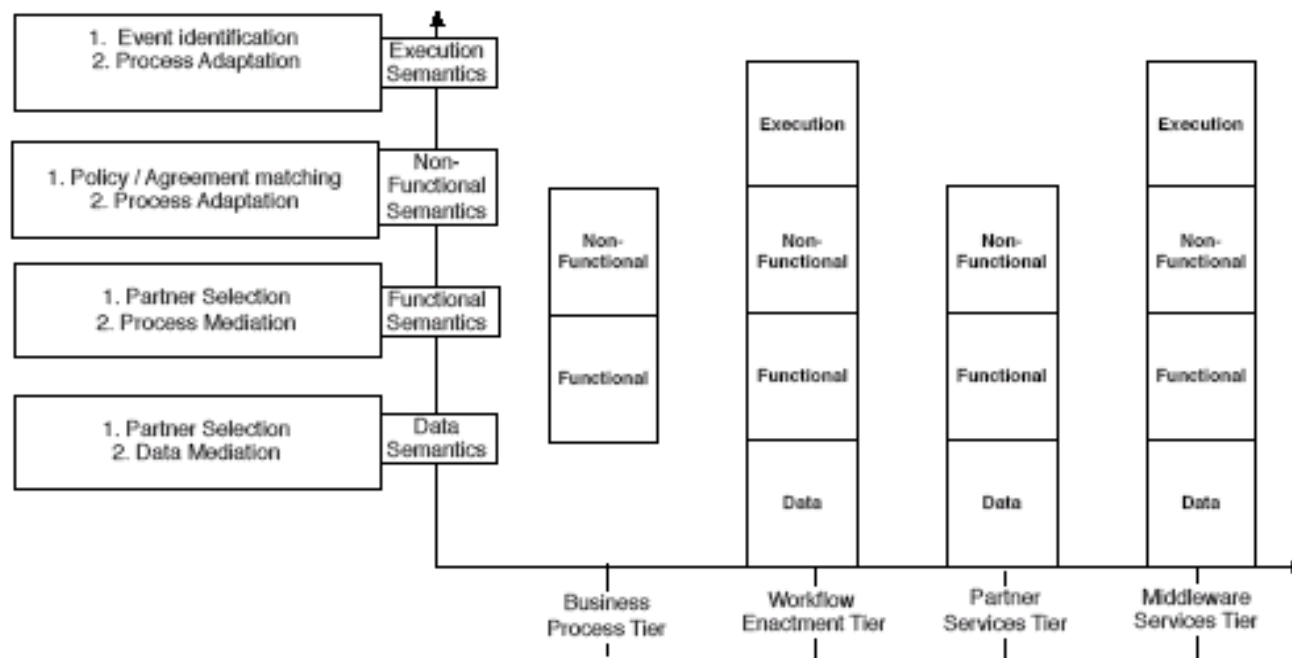 1. Event identification
2. Process Adaptation
Execution
Semantics
1. Policy / Agreement matching
2. Process Adaptation
Non-
Functional
Semantics
1. Partner Selection
2. Process Mediation
Functional
Semantics
1. Partner Selection
2. Data Mediation
Data
Semantics
Non-
Functional
Functional
Execution
Non-
Functional
Functional
Data
Non-
Functional
Functional
Data
Execution
Non-
Functional
Functional
Data
Business
Process Tier
Workflow
Enactment Tier
Partner
Services Tier
Middleware
Services Tier